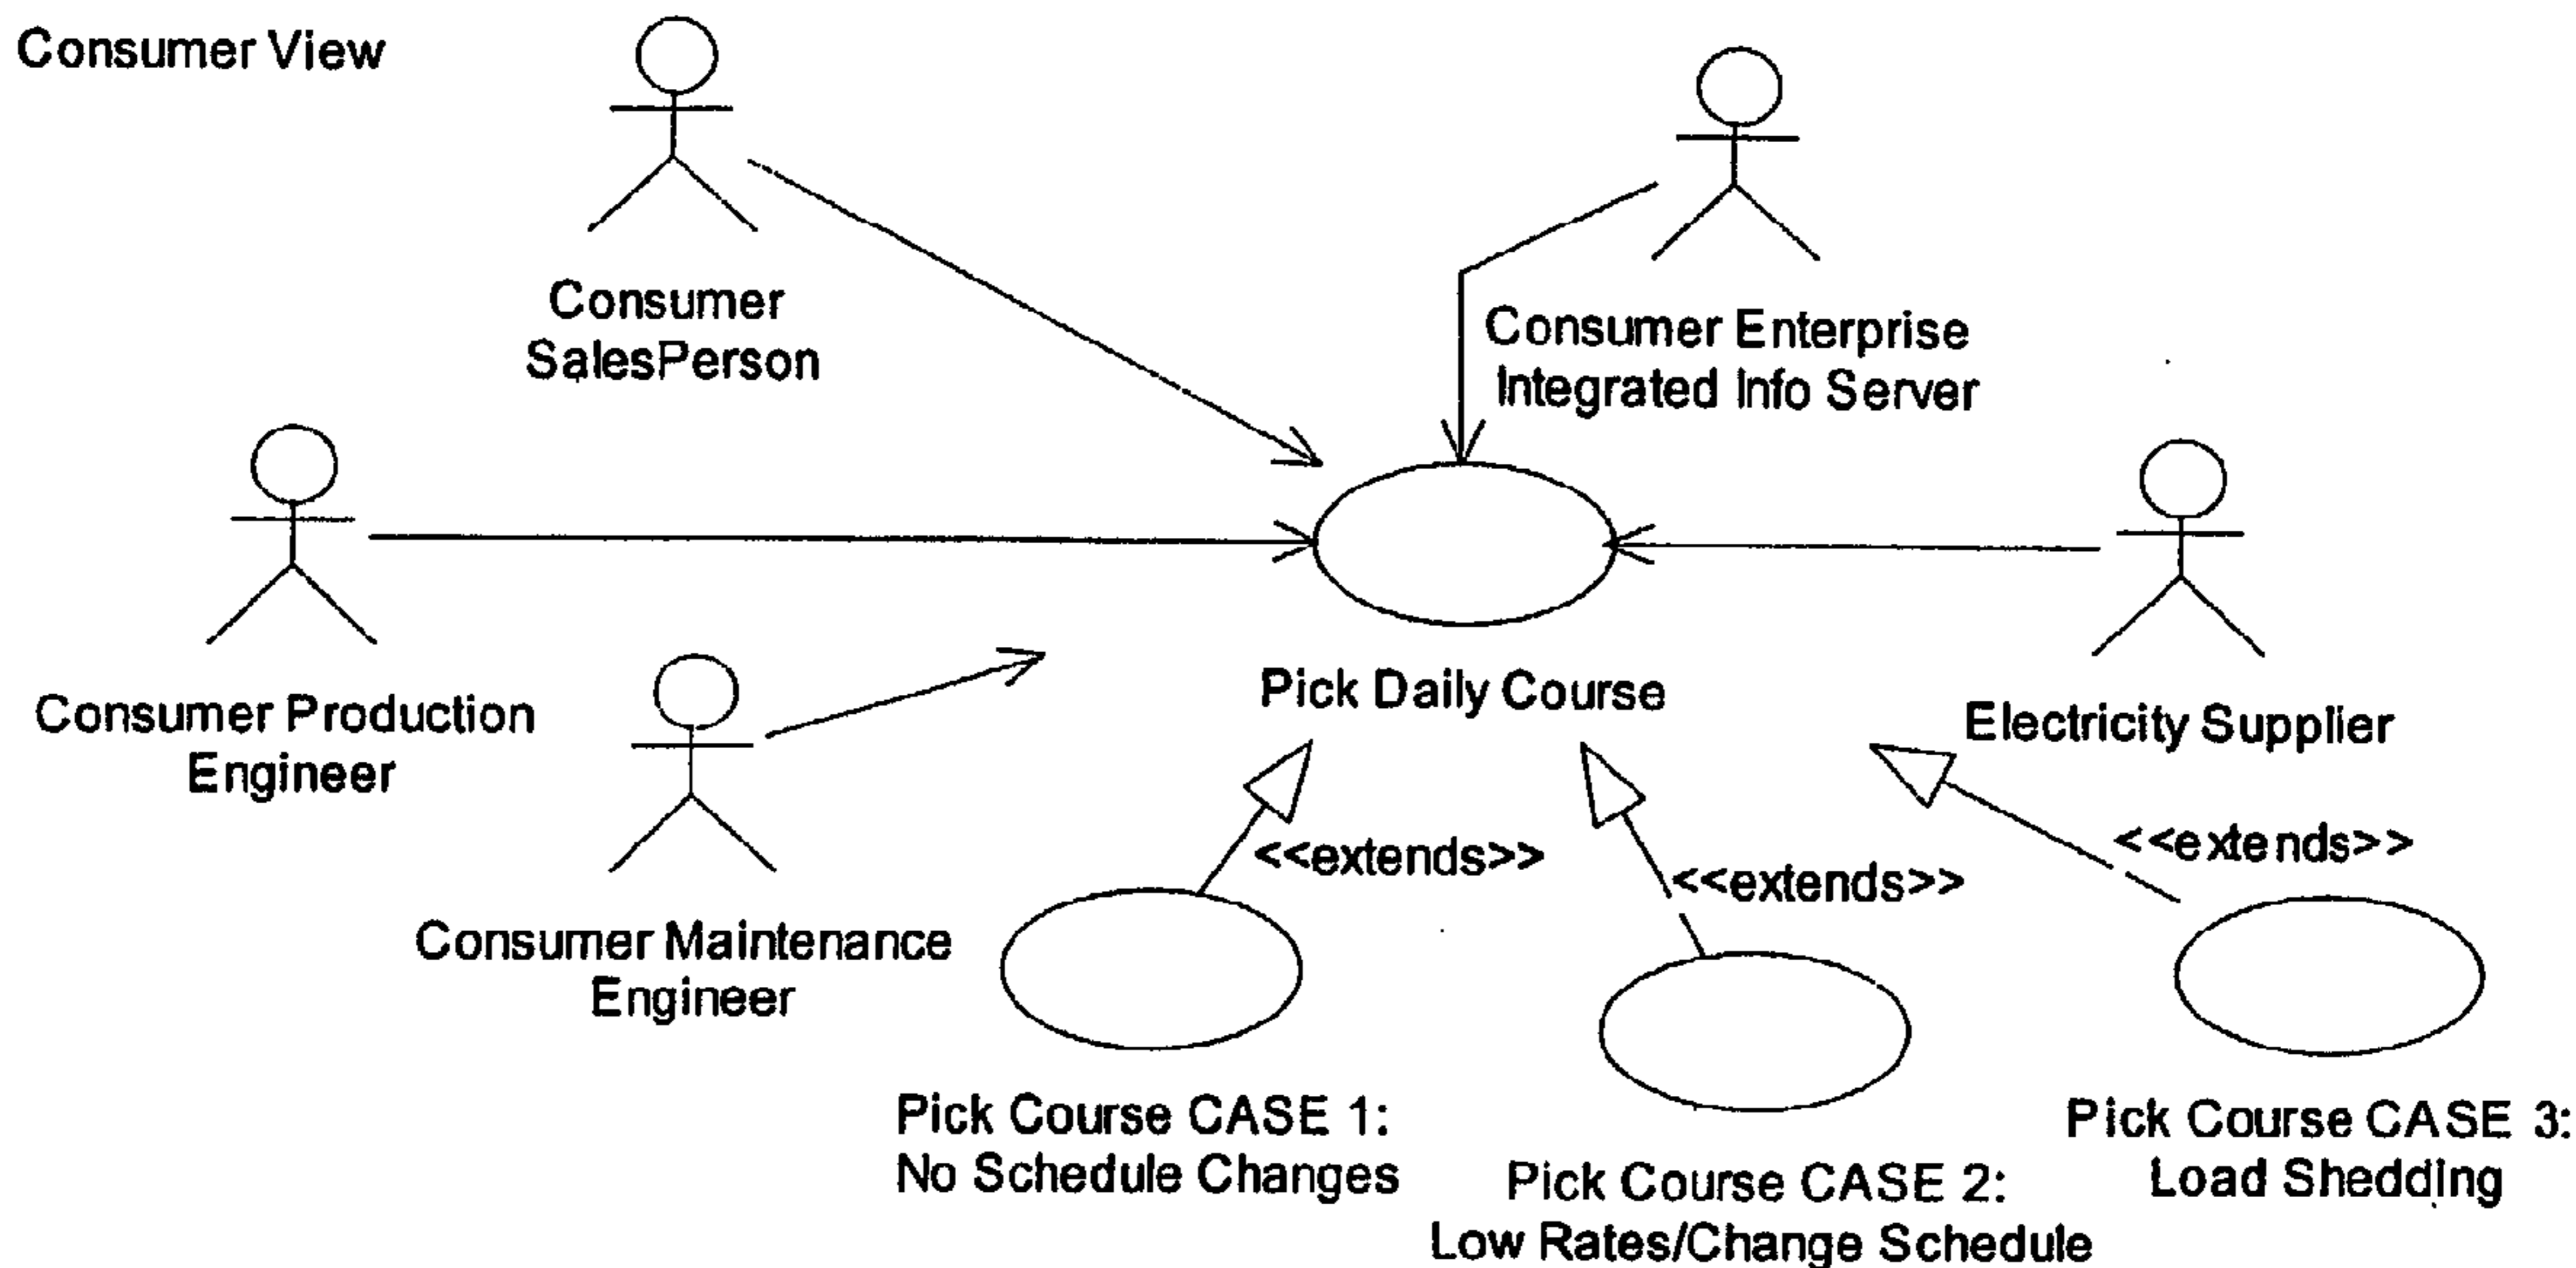 Consumer View
Consumer
SalesPerson
Consumer Enterprise
Integrated Info Server
Consumer Production
Engineer
Pick Daily Course
Electricity Supplier
Consumer Maintenance
Engineer
<<extends>>
<<extends>>
<<extends>>
Pick Course CASE 1:
No Schedule Changes
Pick Course CASE 2:
Low Rates/Change Schedule
Pick Course CASE 3:
Load Shedding